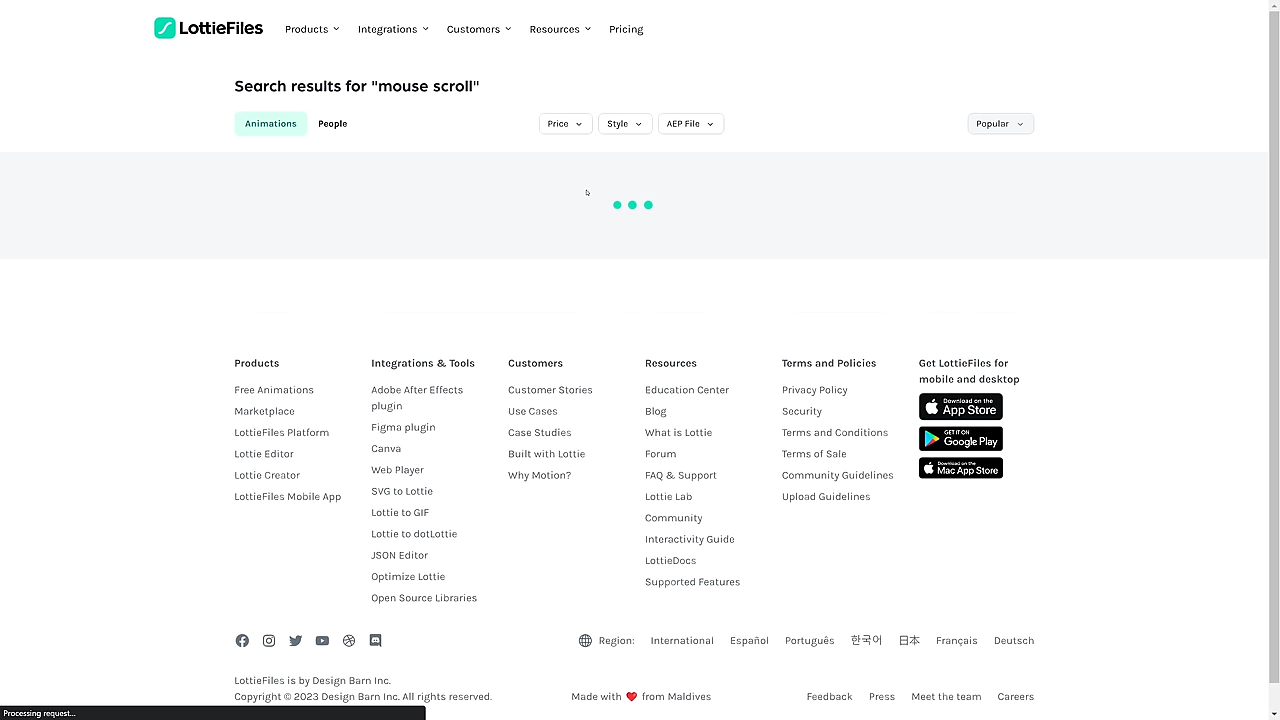 LottieFiles
Products
Integrations
Customers
Resources
Pricing
Search results for "mouse scroll"
Animations
People
Price
Style
AEP File
Popular
Products
Free Animations
Marketplace
LottieFiles Platform
Lottie Editor
Lottie Creator
LottieFiles Mobile App
Integrations & Tools
Adobe After Effects
plugin
Figma plugin
Canva
Web Player
SVG to Lottie
Lottie to GIF
Lottie to dotLottie
JSON Editor
Optimize Lottie
Open Source Libraries
Customers
Customer Stories
Use Cases
Case Studies
Built with Lottie
Why Motion?
Resources
Education Center
Blog
What is Lottie
Forum
FAQ & Support
Lottie Lab
Community
Interactivity Guide
LottieDocs
Supported Features
Terms and Policies
Privacy Policy
Security
Terms and Conditions
Terms of Sale
Community Guidelines
Upload Guidelines
Get LottieFiles for
mobile and desktop
Download on the
App Store
GET IT ON
Google Play
Download on the
Mac App Store
Region:
International
Español
Português
한국어
日本
Français
Deutsch
LottieFiles is by Design Barn Inc.
Copyright © 2023 Design Barn Inc. All rights reserved.
Made with ❤️ from Maldives
Feedback
Press
Meet the team
Careers
Processing request...